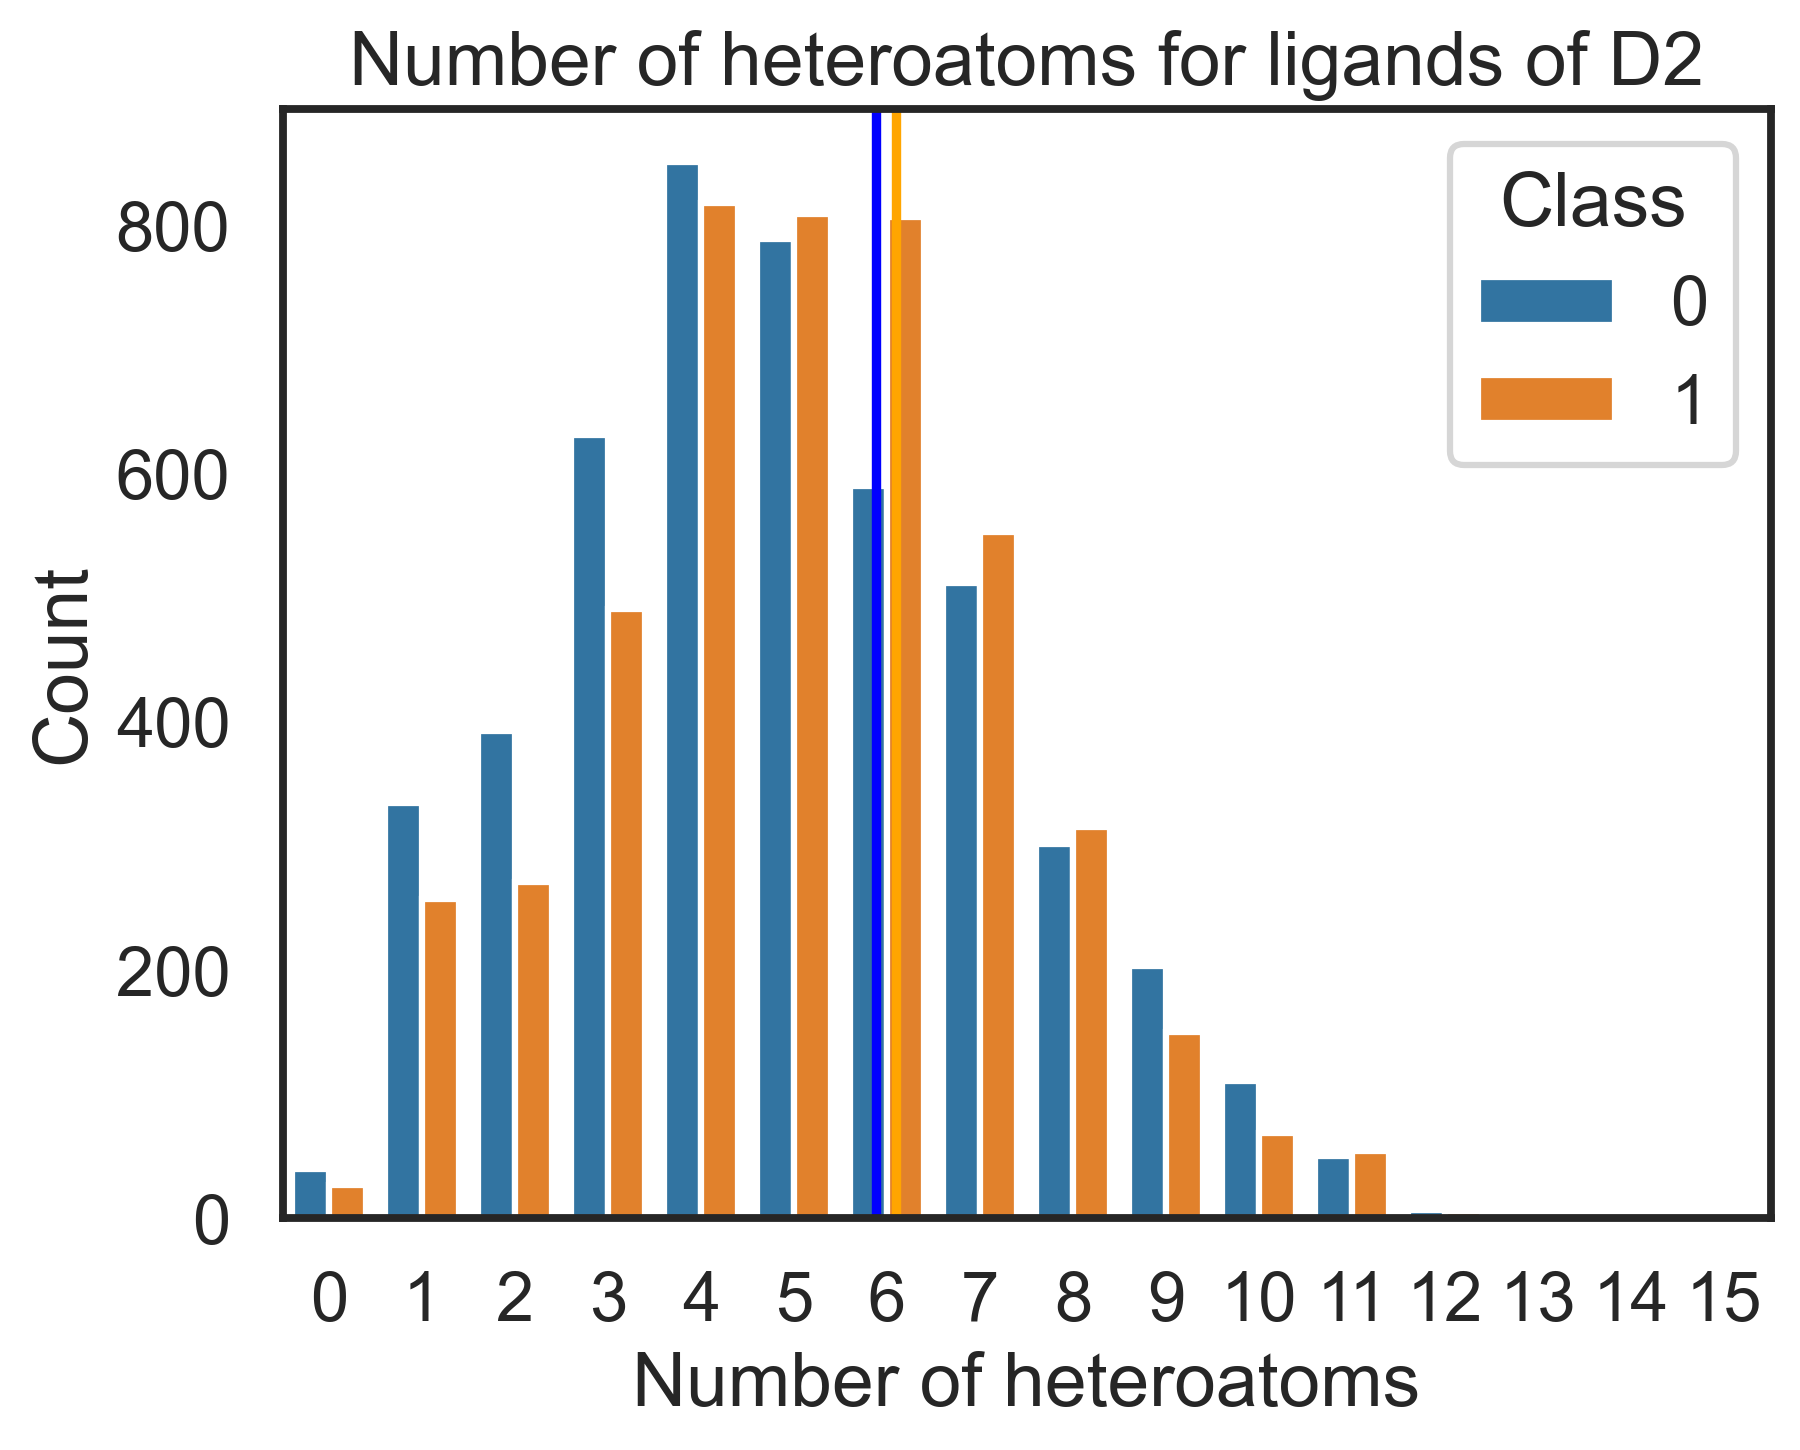 Number of heteroatoms for ligands of D2
Class
0
1
800
600
400
200
0
Count
0 1 2 3 4 5 6 7 8 9 10 11 12 13 14 15
Number of heteroatoms